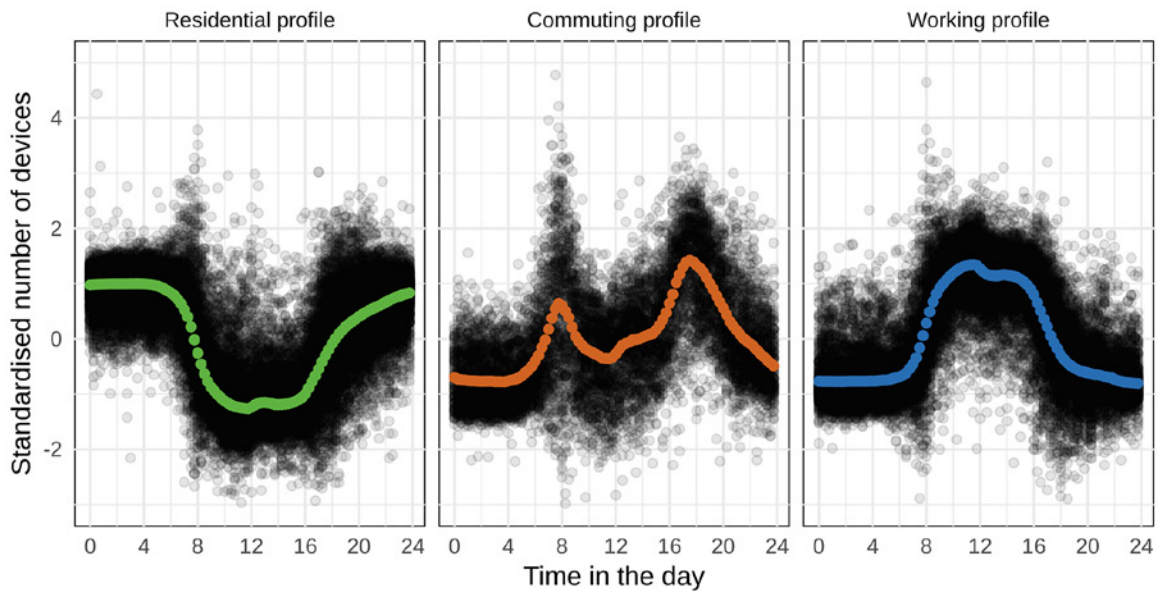 Residential profile
Commuting profile
Working profile
Standardised number of devices
4
2
0
-2
0 4 8 12 16 20 24
0 4 8 12 16 20 24
0 4 8 12 16 20 24
Time in the day